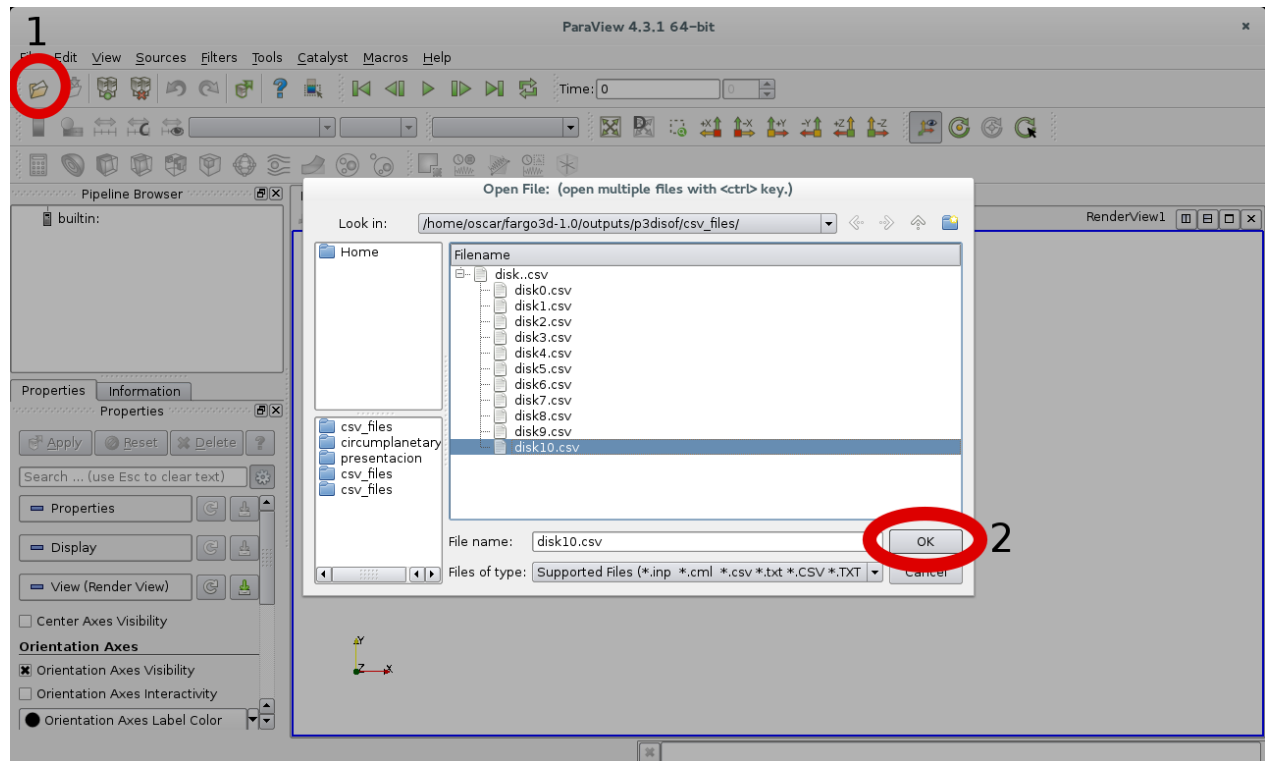 ParaView 4.3.1 64-bit
1
File Edit View Sources Filters Tools Catalyst Macros Help
Time: 0 0
Pipeline Browser
builtin:
RenderView1
Open File: (open multiple files with <ctrl> key.)
Look in: /home/oscar/fargo3d-1.0/outputs/p3disof/csv_files/
Home
Filename
disk..csv
disk0.csv
disk1.csv
disk2.csv
disk3.csv
disk4.csv
disk5.csv
disk6.csv
disk7.csv
disk8.csv
disk9.csv
disk10.csv
csv_files
circumplanetary
presentacion
csv_files
csv_files
File name: disk10.csv
OK
2
Files of type: Supported Files (*.inp *.cml *.csv *.txt *.CSV *.TXT
Cancel
Properties Information
Properties
Apply Reset Delete ?
Search ... (use Esc to clear text)
Properties
Display
View (Render View)
Center Axes Visibility
Orientation Axes
Orientation Axes Visibility
Orientation Axes Interactivity
Orientation Axes Label Color
Y
Z X